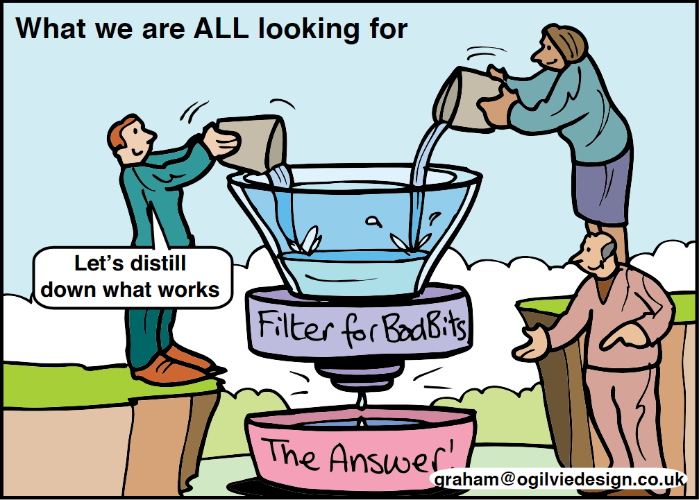 What we are ALL looking for
Let's distill
down what works
Filter for Bad Bits
The Answer!
graham@ogilviedesign.co.uk